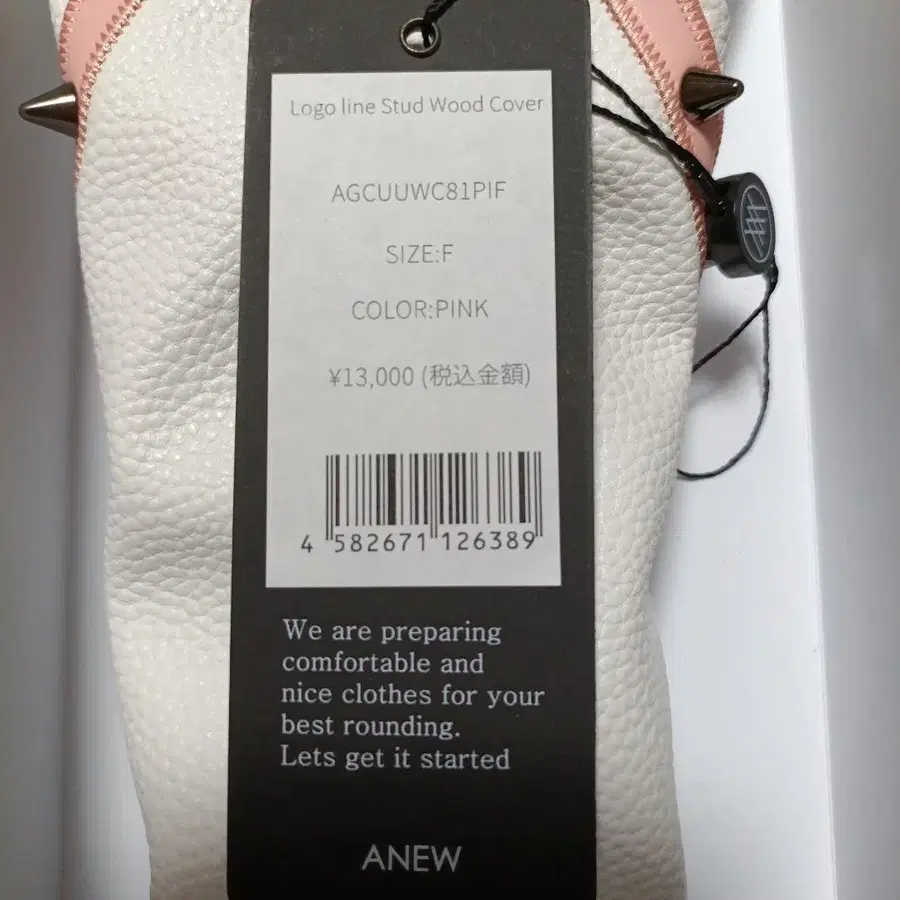 Logo line Stud Wood Cover
AGCUUWC81PIF
SIZE:F
COLOR:PINK
¥13,000 (税込金額)
4 582671 126389
We are preparing
comfortable and
nice clothes for your
best rounding.
Lets get it started
ANEW